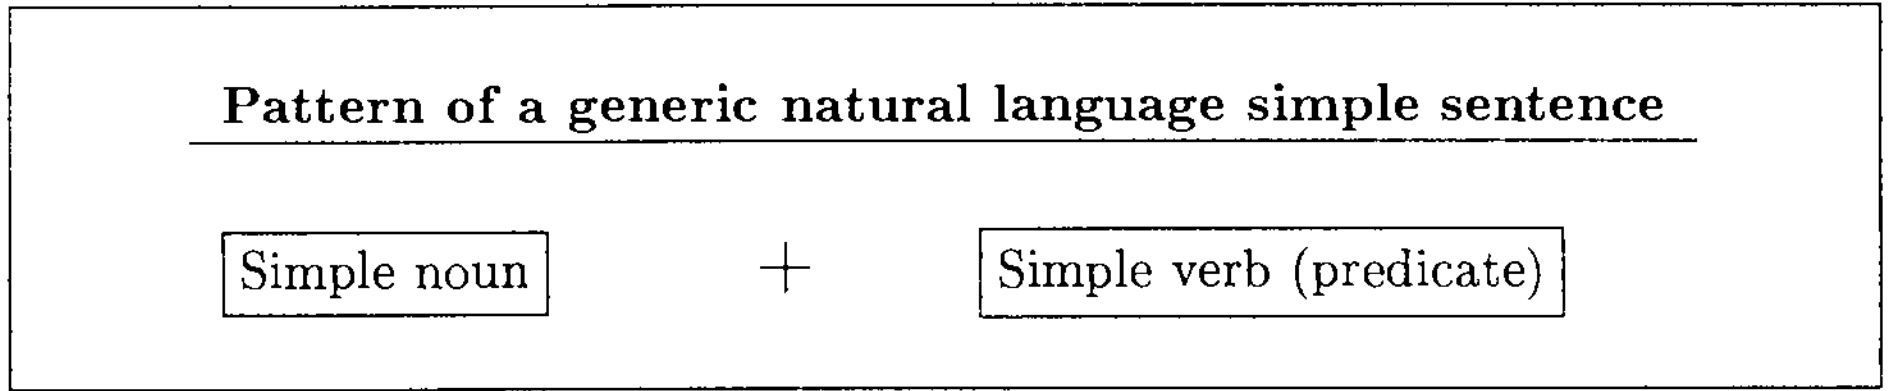 Pattern of a generic natural language simple sentence
Simple noun + Simple verb (predicate)